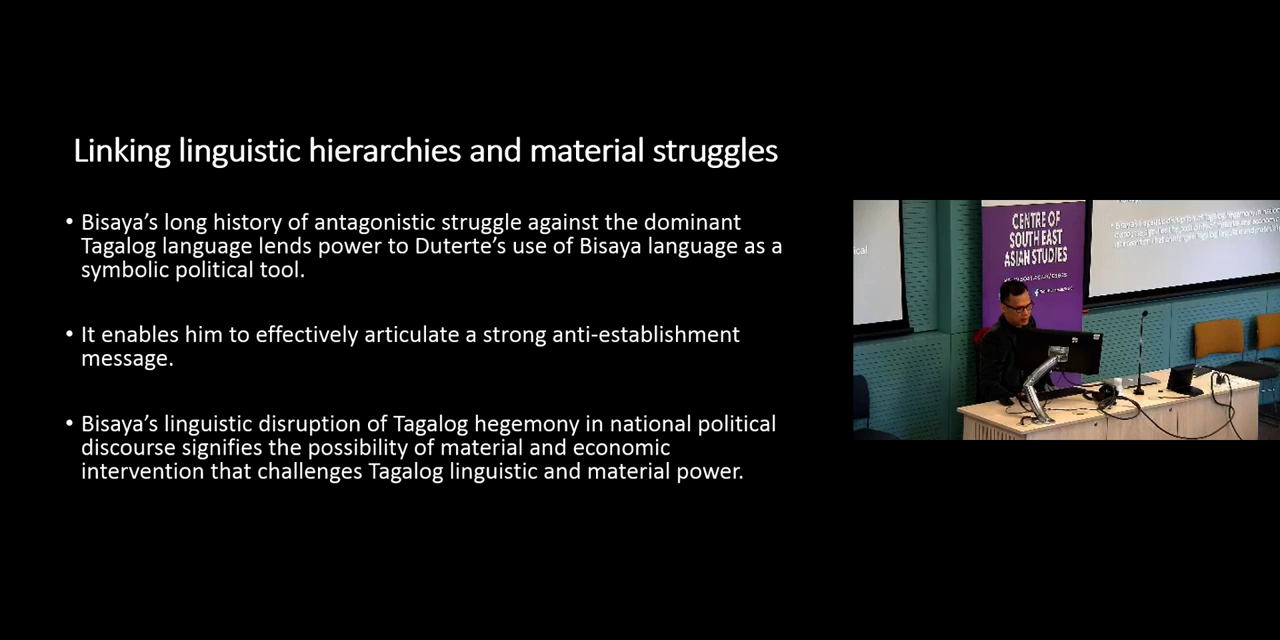 Linking linguistic hierarchies and material struggles
• Bisaya’s long history of antagonistic struggle against the dominant
Tagalog language lends power to Duterte’s use of Bisaya language as a
symbolic political tool.
• It enables him to effectively articulate a strong anti-establishment
message.
• Bisaya’s linguistic disruption of Tagalog hegemony in national political
discourse signifies the possibility of material and economic
intervention that challenges Tagalog linguistic and material power.
CENTRE OF
SOUTH EAST
ASIAN STUDIES